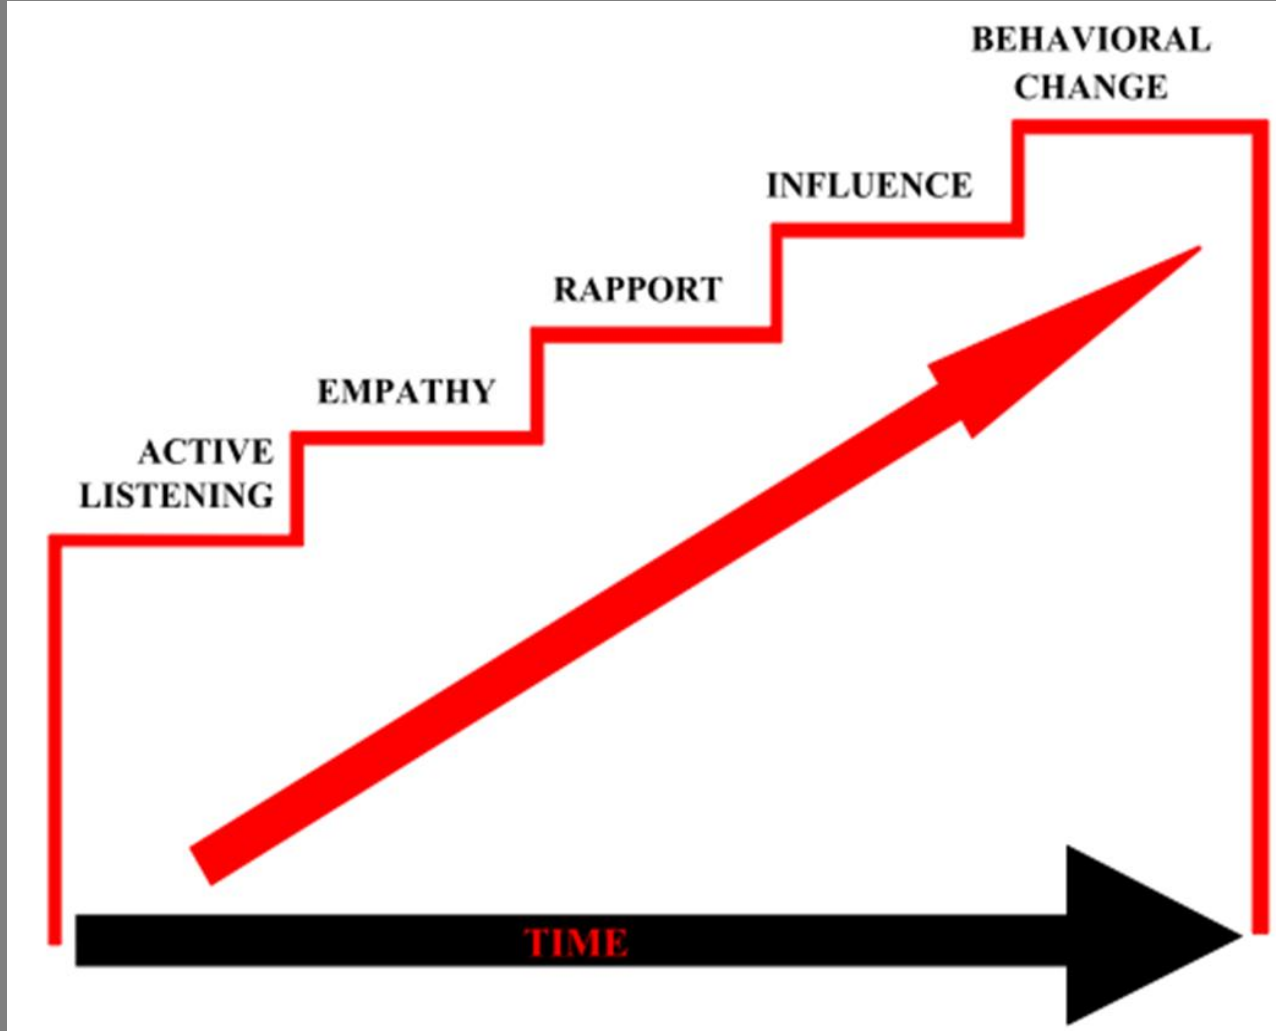 BEHAVIORAL
CHANGE
INFLUENCE
RAPPORT
EMPATHY
ACTIVE
LISTENING
TIME